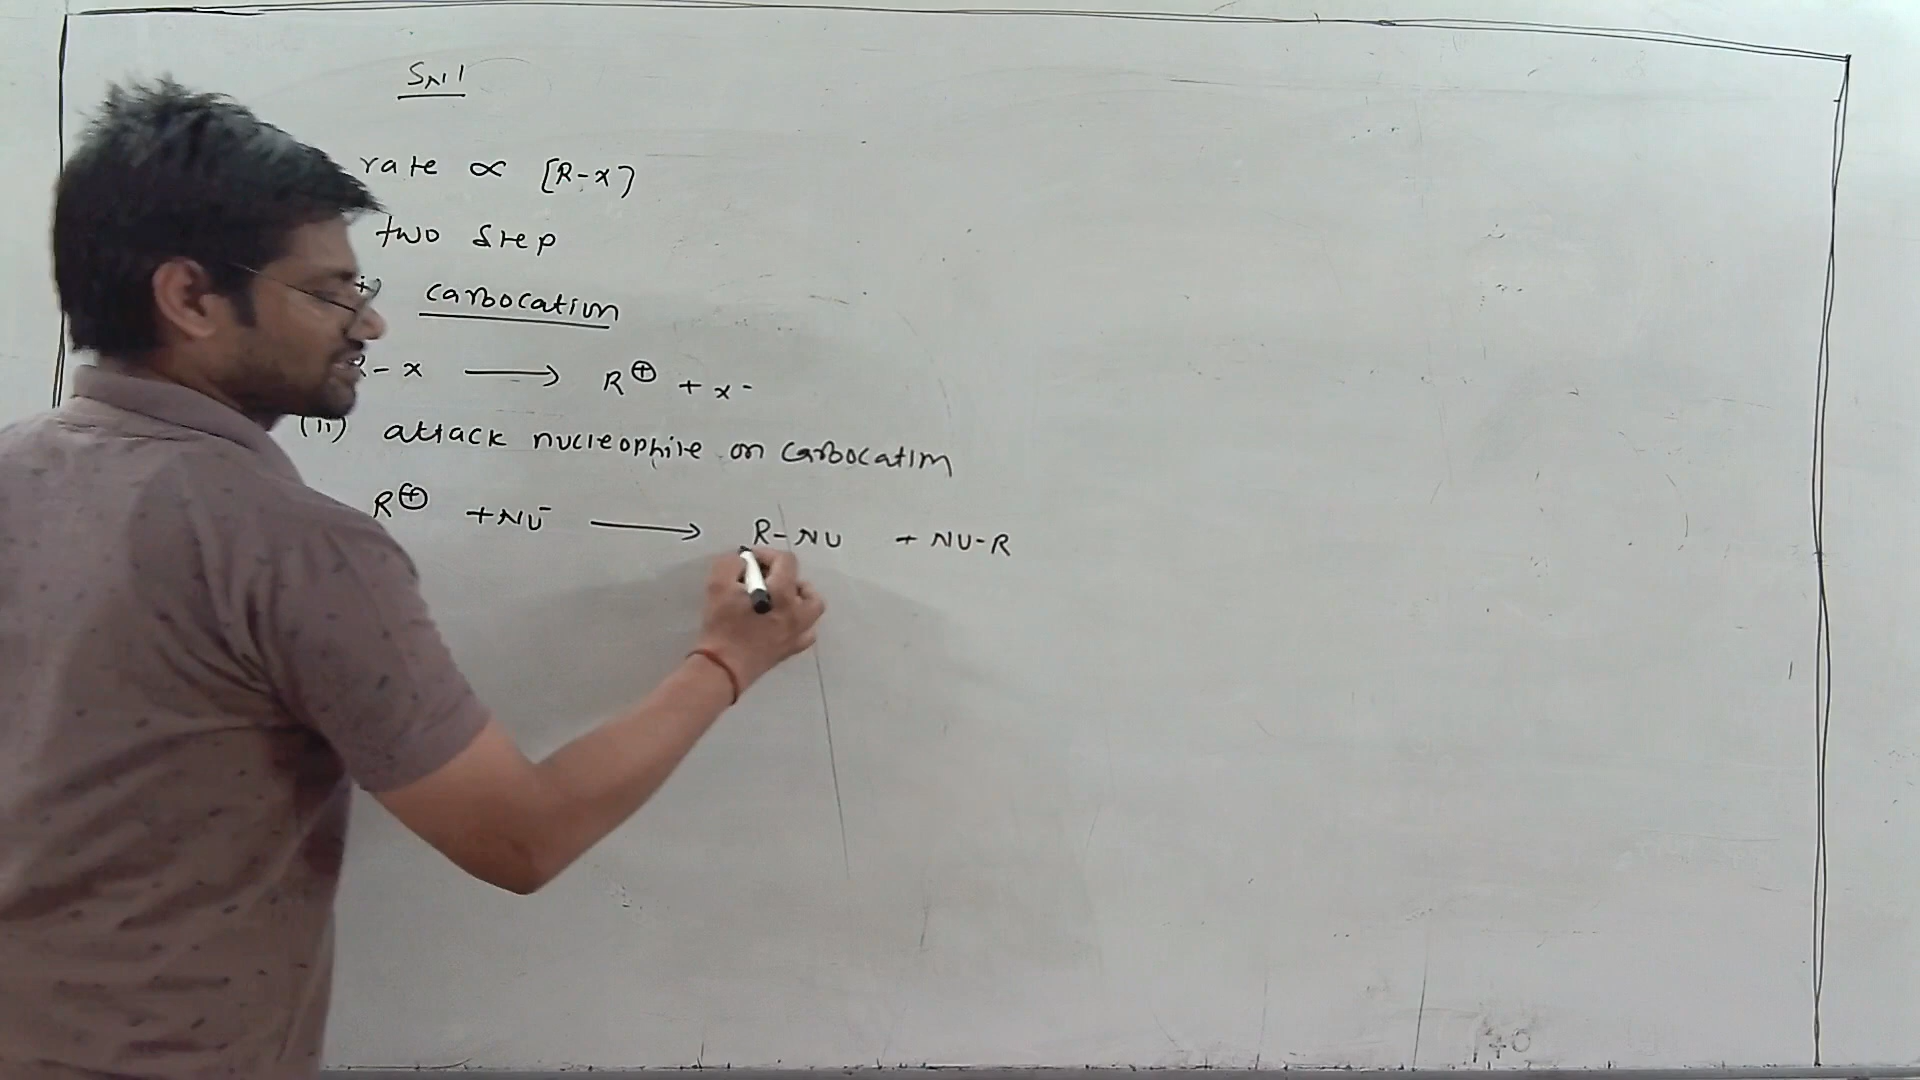 SN1
rate ∝ [R-x]
two step
carbocation
R-x ⟶ R⊕ + x-
(ii) attack nucleophile on carbocation
R⊕ + Nu- ⟶ R-Nu + Nu-R